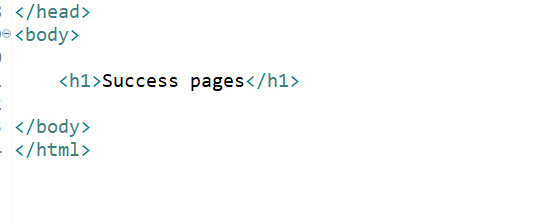 </head>
<body>
<h1>Success pages</h1>
</body>
</html>